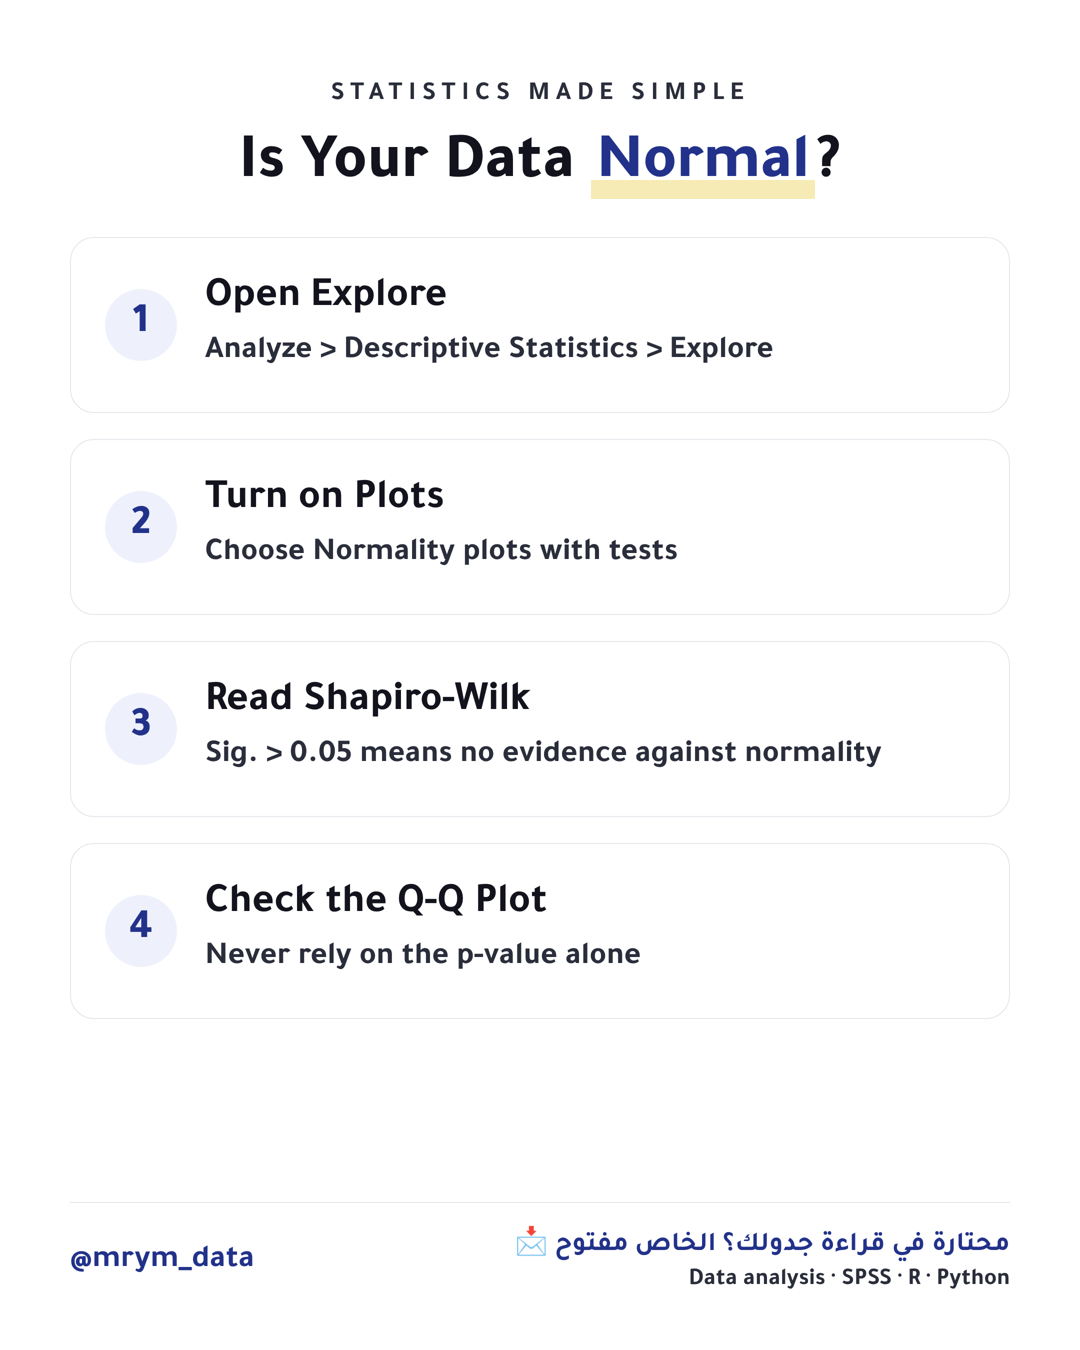 STATISTICS MADE SIMPLE
Is Your Data Normal?
1
Open Explore
Analyze > Descriptive Statistics > Explore
2
Turn on Plots
Choose Normality plots with tests
3
Read Shapiro-Wilk
Sig. > 0.05 means no evidence against normality
4
Check the Q-Q Plot
Never rely on the p-value alone
@mrym_data
محتارة في قراءة جدولك؟ الخاص مفتوح 📩
Data analysis · SPSS · R · Python